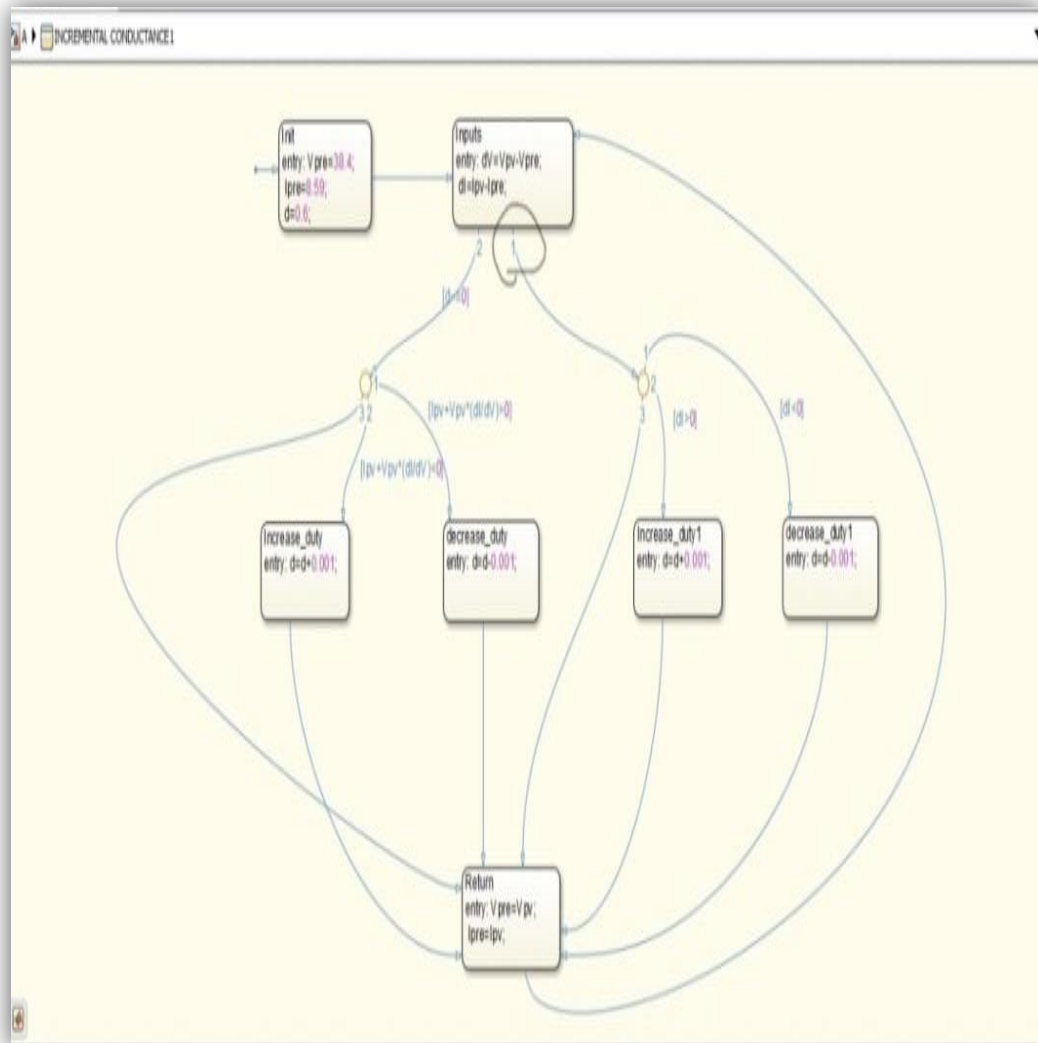 A INCREMENTAL CONDUCTANCE1
Init
entry: Vpre=38.4;
Ipre=8.59;
d=0.6;
Inputs
entry: dV=Vpv-Vpre;
dI=Ipv-Ipre;
2
1
1
1
2
3
3 2
[Ipv+Vpv*(dI/dV)>0]
[dI>0]
[dI<0]
[Ipv+Vpv*(dI/dV)<0]
Increase_duty
entry: d=d+0.001;
decrease_duty
entry: d=d-0.001;
Increase_duty1
entry: d=d+0.001;
decrease_duty1
entry: d=d-0.001;
Return
entry: Vpre=Vpv;
Ipre=Ipv;